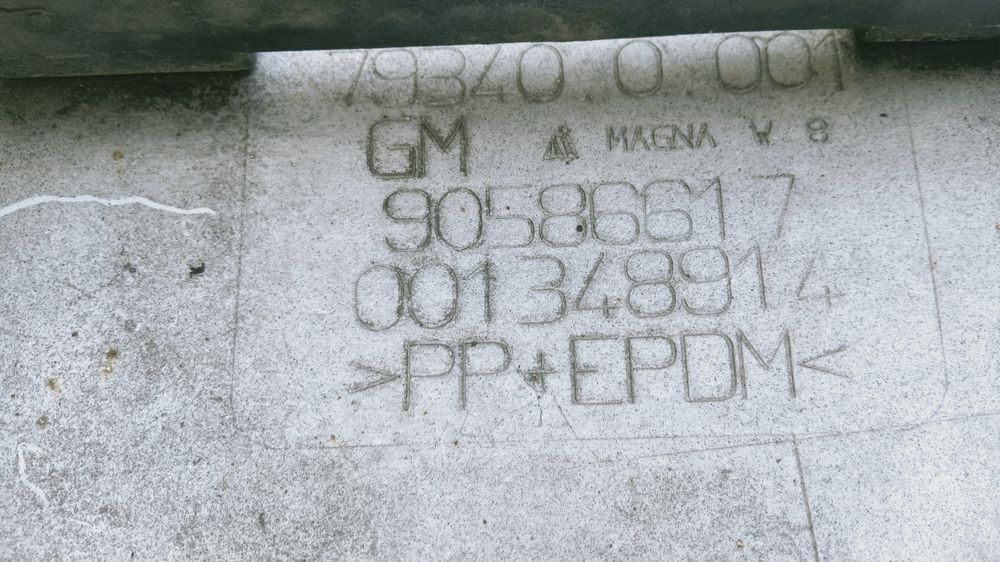 79340.0.001
GM MAGNA W 8
90586617
001348914
>PP+EPDM<